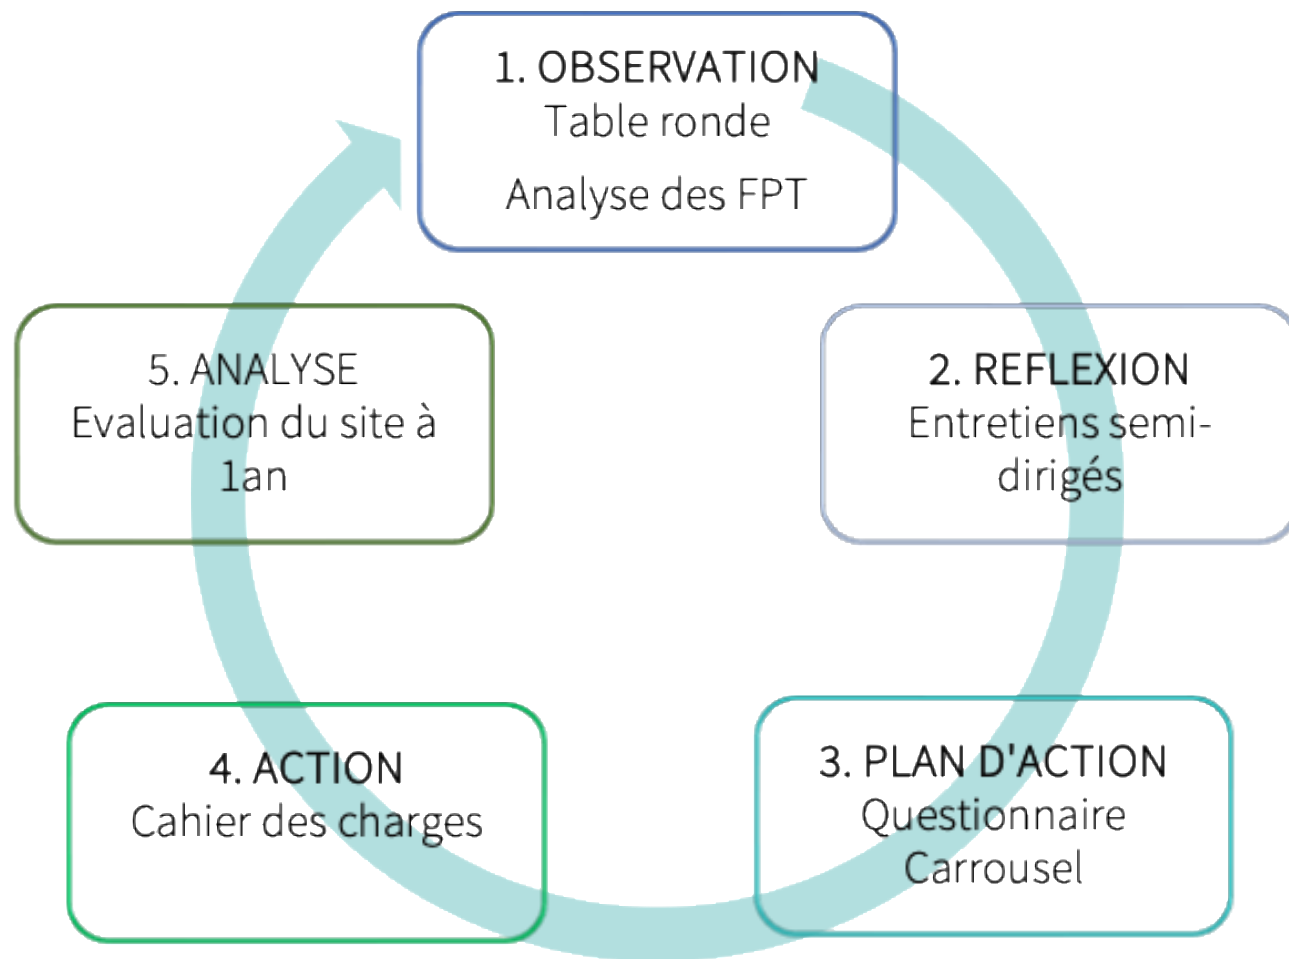 1. OBSERVATION
Table ronde
Analyse des FPT
2. REFLEXION
Entretiens semi-
dirigés
3. PLAN D'ACTION
Questionnaire
Carrousel
4. ACTION
Cahier des charges
5. ANALYSE
Evaluation du site à
1an